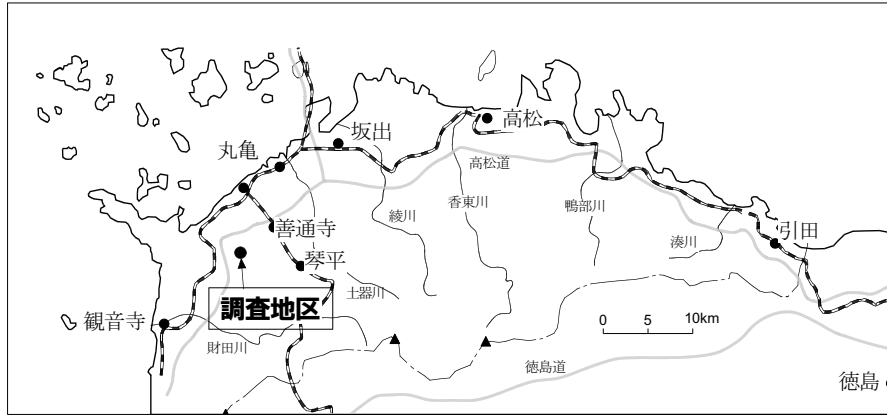 高松
坂出
丸亀
高松道
香東川
鴨部川
綾川
善通寺
湊川
引田
琴平
土器川
調査地区
観音寺
財田川
0 5 10km
徳島道
徳島